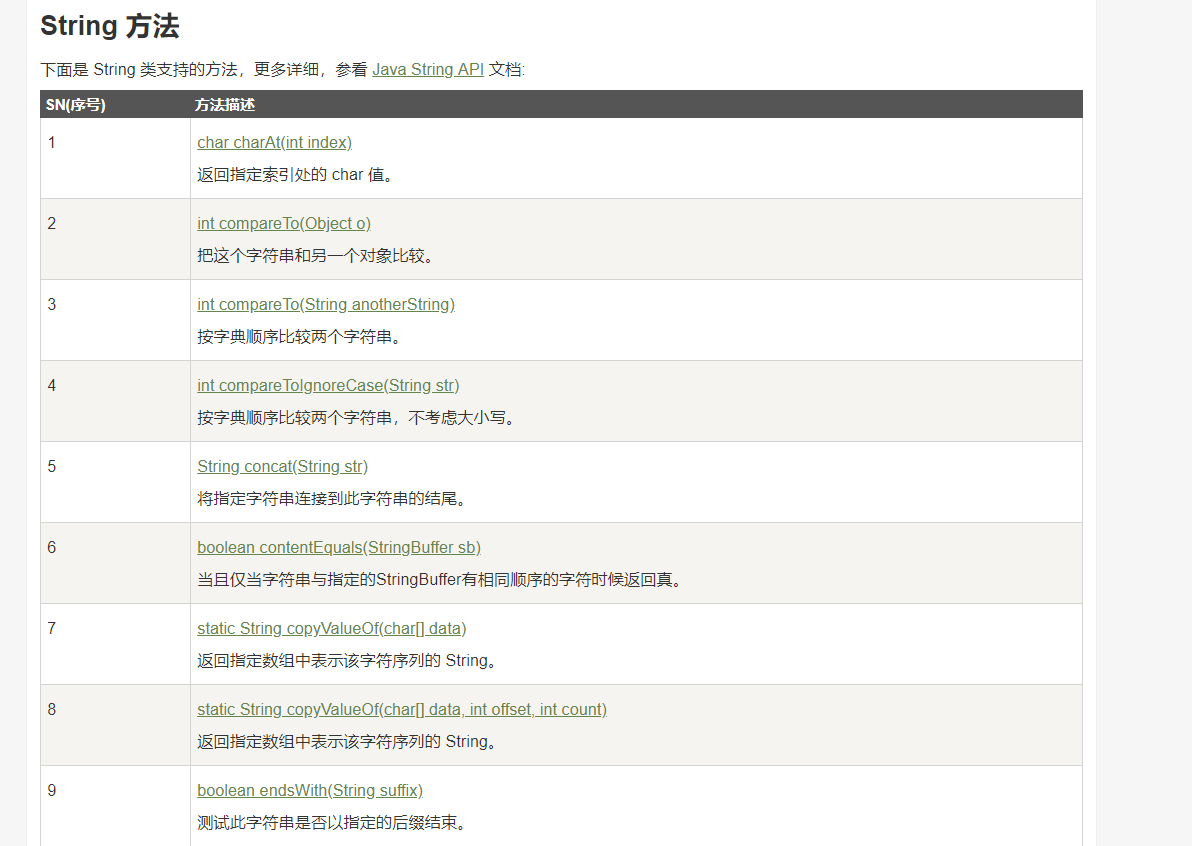 String 方法
下面是 String 类支持的方法，更多详细，参看 Java String API 文档:
SN(序号) 方法描述
1 char charAt(int index)
返回指定索引处的 char 值。
2 int compareTo(Object o)
把这个字符串和另一个对象比较。
3 int compareTo(String anotherString)
按字典顺序比较两个字符串。
4 int compareToIgnoreCase(String str)
按字典顺序比较两个字符串，不考虑大小写。
5 String concat(String str)
将指定字符串连接到此字符串的结尾。
6 boolean contentEquals(StringBuffer sb)
当且仅当字符串与指定的StringBuffer有相同顺序的字符时候返回真。
7 static String copyValueOf(char[] data)
返回指定数组中表示该字符序列的 String。
8 static String copyValueOf(char[] data, int offset, int count)
返回指定数组中表示该字符序列的 String。
9 boolean endsWith(String suffix)
测试此字符串是否以指定的后缀结束。